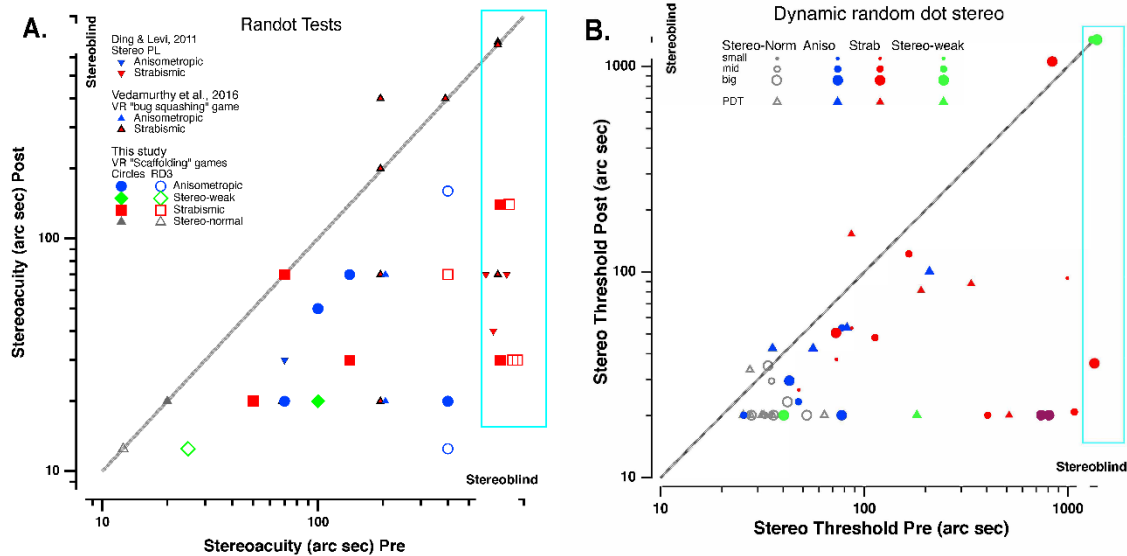 A.
Randot Tests
Stereoblind
Ding & Levi, 2011
Stereo PL
Anisometropic
Strabismic
Vedamurthy et al., 2016
VR "bug squashing" game
Anisometropic
Strabismic
This study
VR "Scaffolding" games
Circles RD3
Anisometropic
Stereo-weak
Strabismic
Stereo-normal
Stereoacuity (arc sec) Post
100
10
Stereoblind
10
100
Stereoacuity (arc sec) Pre
B.
Dynamic random dot stereo
Stereoblind
Stereo-Norm Aniso Strab Stereo-weak
small
mid
big
PDT
Stereo Threshold Post (arc sec)
1000
100
10
Stereoblind
10
100
1000
Stereo Threshold Pre (arc sec)